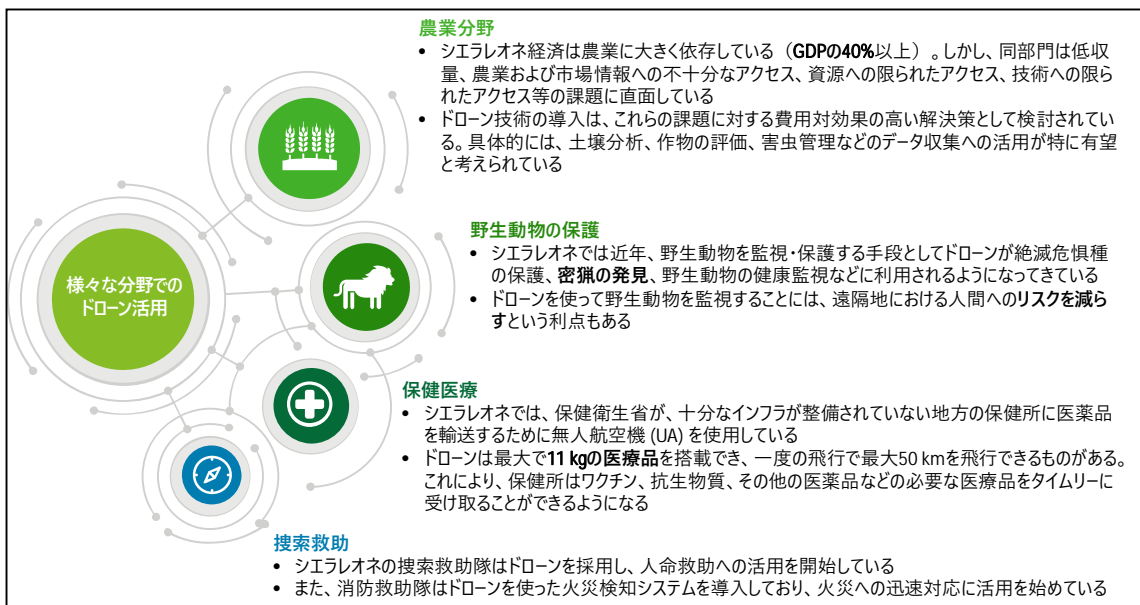 農業分野
• シエラレオネ経済は農業に大きく依存している（GDPの40%以上）。しかし、同部門は低収
量、農業および市場情報への不十分なアクセス、資源への限られたアクセス、技術への限ら
れたアクセス等の課題に直面している
• ドローン技術の導入は、これらの課題に対する費用対効果の高い解決策として検討されてい
る。具体的には、土壌分析、作物の評価、害虫管理などのデータ収集への活用が特に有望
と考えられている
野生動物の保護
• シエラレオネでは近年、野生動物を監視・保護する手段としてドローンが絶滅危惧種
の保護、密猟の発見、野生動物の健康監視などに利用されるようになってきている
• ドローンを使って野生動物を監視することには、遠隔地における人間へのリスクを減ら
すという利点もある
様々な分野での
ドローン活用
保健医療
• シエラレオネでは、保健衛生省が、十分なインフラが整備されていない地方の保健所に医薬品
を輸送するために無人航空機 (UA) を使用している
• ドローンは最大で11 kgの医療品を搭載でき、一度の飛行で最大50 kmを飛行できるものがある。
これにより、保健所はワクチン、抗生物質、その他の医薬品などの必要な医療品をタイムリーに
受け取ることができるようになる
捜索救助
• シエラレオネの捜索救助隊はドローンを採用し、人命救助への活用を開始している
• また、消防救助隊はドローンを使った火災検知システムを導入しており、火災への迅速対応に活用を始めている